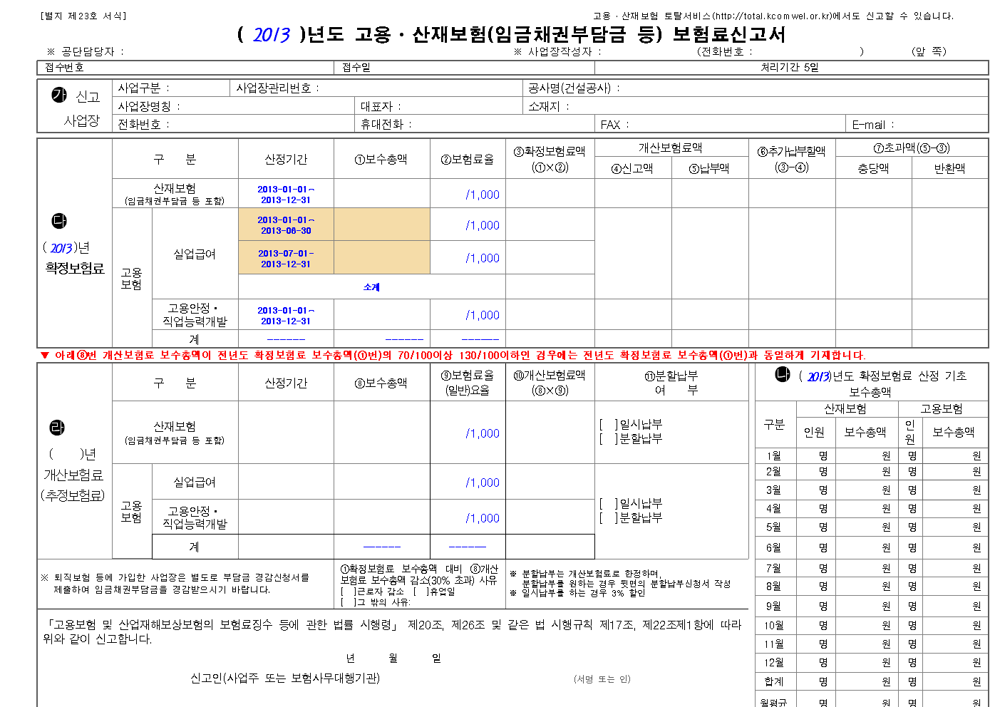 [별지 제23호 서식]
고용ㆍ산재보험 토탈서비스(http://total.kcomwel.or.kr)에서도 신고할 수 있습니다.
( 2013 )년도 고용ㆍ산재보험(임금채권부담금 등) 보험료신고서
※ 공단담당자 : ※ 사업장작성자 : (전화번호 : ) (앞 쪽)
접수번호 접수일 처리기간 5일
㉮ 신고
사업장
사업구분 : 사업장관리번호 : 공사명(건설공사) :
사업장명칭 : 대표자 : 소재지 :
전화번호 : 휴대전화 : FAX : E-mail :
㉰
( 2013 )년
확정보험료
구 분 산정기간 ①보수총액 ②보험료율 ③확정보험료액
(①×②)
개산보험료액
④신고액 ⑤납부액
⑥추가납부할액
(③-④)
⑦초과액(⑤-③)
충당액 반환액
산재보험
(임금채권부담금 등 포함)
2013-01-01~
2013-12-31
/1,000
고용
보험
실업급여
2013-01-01~
2013-06-30
/1,000
2013-07-01-
2013-12-31
/1,000
소계
고용안정ㆍ
직업능력개발
2013-01-01~
2013-12-31
/1,000
계 ------ ------ ------
▼ 아래⑧번 개산보험료 보수총액이 전년도 확정보험료 보수총액(①번)의 70/100이상 130/100이하인 경우에는 전년도 확정보험료 보수총액(①번)과 동일하게 기재합니다.
㉱
( )년
개산보험료
(추정보험료)
구 분 산정기간 ⑧보수총액 ⑨보험료율
(일반)요율
⑩개산보험료액
(⑧×⑨)
⑪분할납부
여 부
산재보험
(임금채권부담금 등 포함)
/1,000
[ ]일시납부
[ ]분할납부
고용
보험
실업급여 /1,000
고용안정ㆍ
직업능력개발
/1,000
[ ]일시납부
[ ]분할납부
계 ------ ------
※ 퇴직보험 등에 가입한 사업장은 별도로 부담금 경감신청서를
제출하여 임금채권부담금을 경감받으시기 바랍니다.
①확정보험료 보수총액 대비 ⑧개산
보험료 보수총액 감소(30% 초과) 사유
[ ]근로자 감소 [ ]휴업일
[ ]그 밖의 사유:
※ 분할납부는 개산보험료로 한정하며,
분할납부를 원하는 경우 뒷면의 분할납부신청서 작성
※ 일시납부를 하는 경우 3% 할인
「고용보험 및 산업재해보상보험의 보험료징수 등에 관한 법률 시행령」 제20조, 제26조 및 같은 법 시행규칙 제17조, 제22조제1항에 따라
위와 같이 신고합니다.
년 월 일
신고인(사업주 또는 보험사무대행기관) (서명 또는 인)
㉯ ( 2013)년도 확정보험료 산정 기초
보수총액
구분 산재보험 고용보험
인원 보수총액 인원 보수총액
1월 명 원 명 원
2월 명 원 명 원
3월 명 원 명 원
4월 명 원 명 원
5월 명 원 명 원
6월 명 원 명 원
7월 명 원 명 원
8월 명 원 명 원
9월 명 원 명 원
10월 명 원 명 원
11월 명 원 명 원
12월 명 원 명 원
합계 명 원 명 원
월평균 명 원 명 원